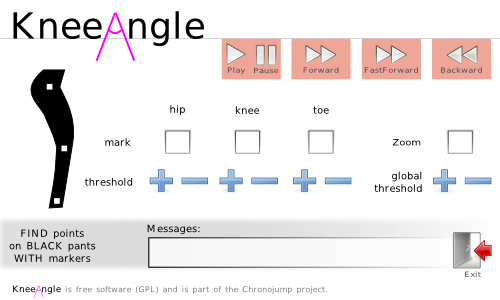 KneeAngle
Play Pause Forward FastForward Backward
hip knee toe
mark Zoom
threshold global threshold
FIND points
on BLACK pants
WITH markers
Messages:
Exit
KneeAngle is free software (GPL) and is part of the Chronojump project.